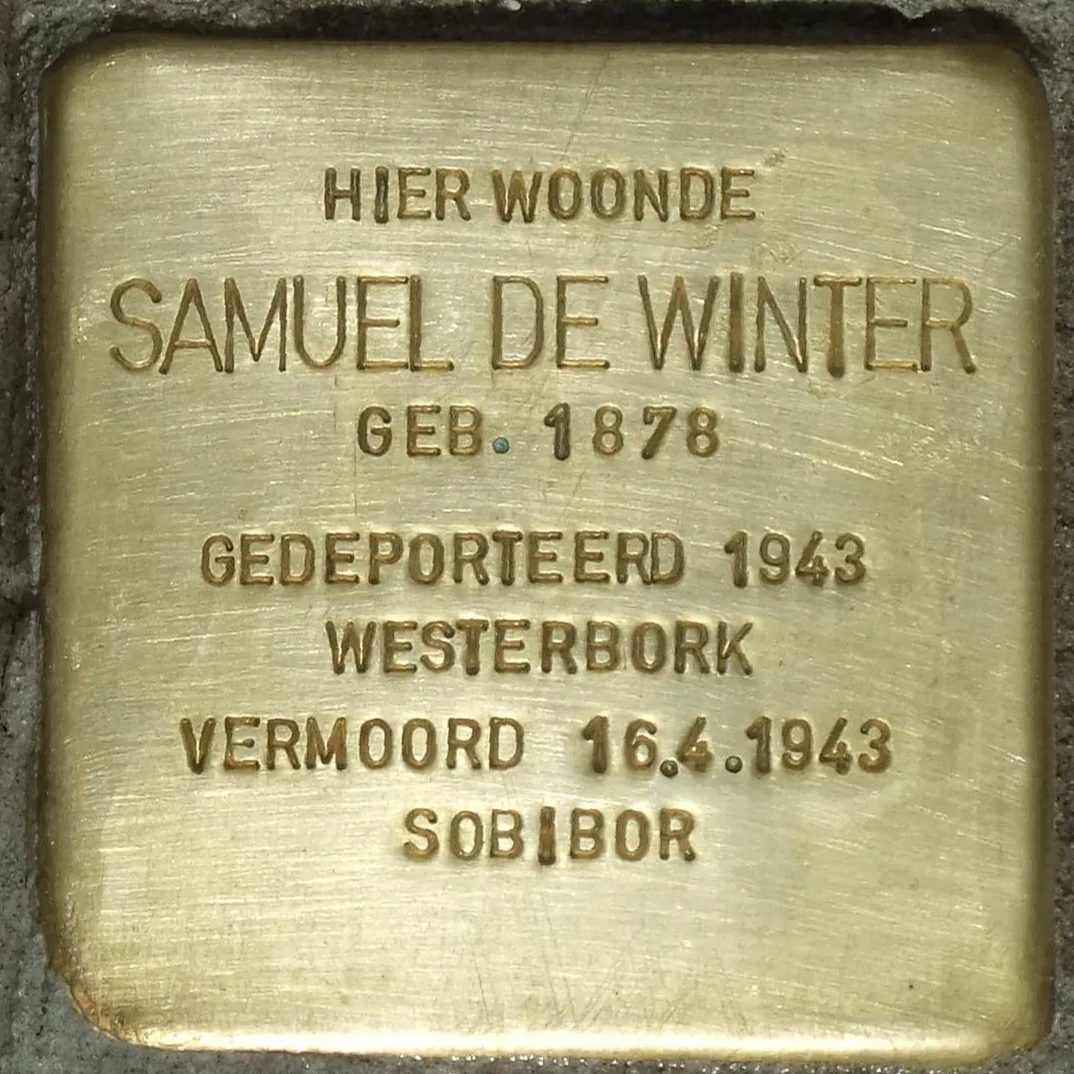 HIER WOONDE
SAMUEL DE WINTER
GEB. 1878
GEDEPORTEERD 1943
WESTERBORK
VERMOORD 16.4.1943
SOBIBOR